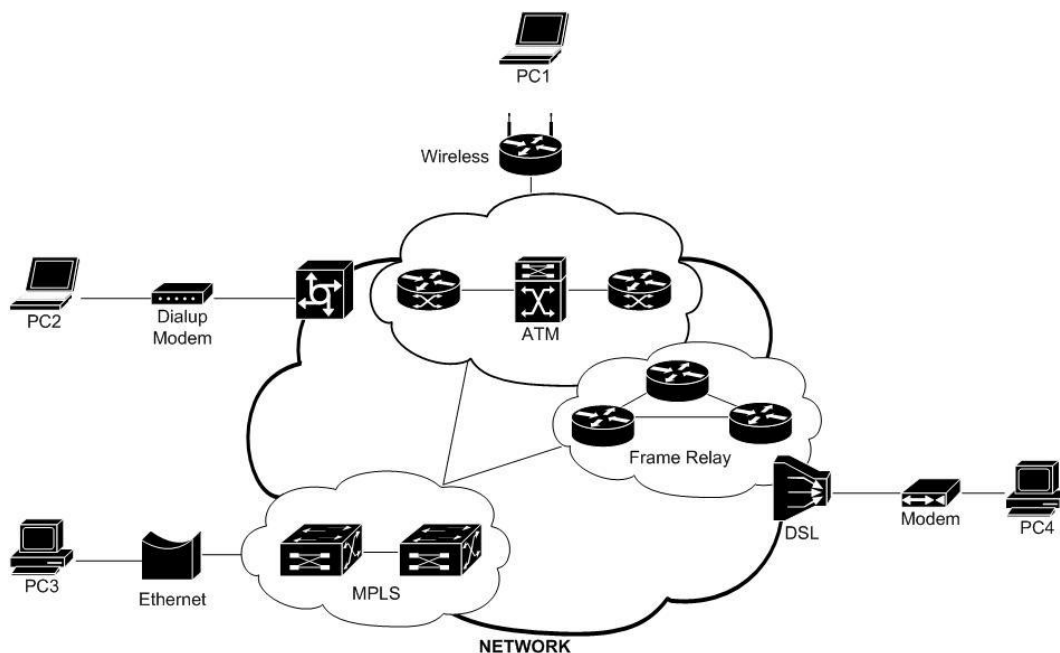 PC1
Wireless
PC2
Dialup
Modem
ATM
Frame Relay
DSL
Modem
PC4
PC3
Ethernet
MPLS
NETWORK